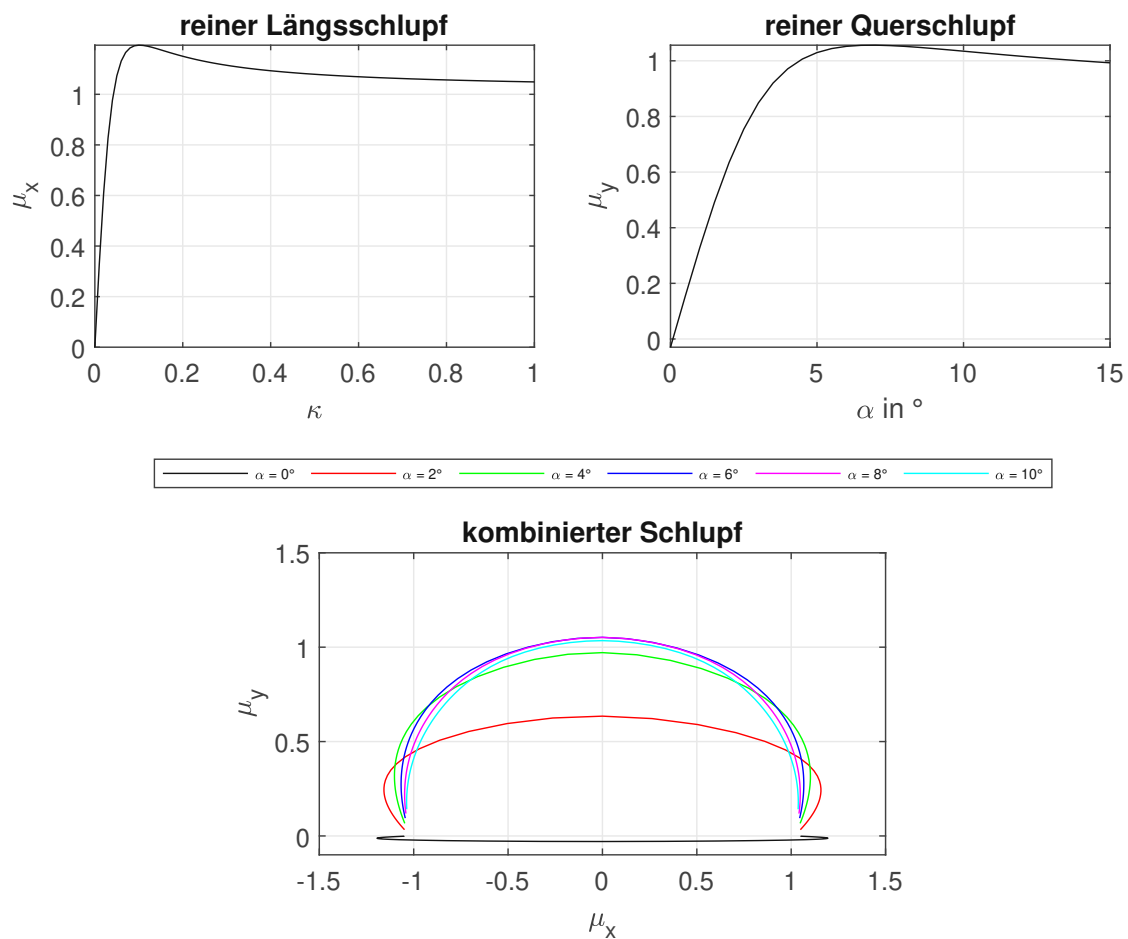 reiner Längsschlupf
μx
1
0.8
0.6
0.4
0.2
0
0 0.2 0.4 0.6 0.8 1
κ
reiner Querschlupf
μy
1
0.8
0.6
0.4
0.2
0
0 5 10 15
α in °
α = 0° α = 2° α = 4° α = 6° α = 8° α = 10°
kombinierter Schlupf
μy
1.5
1
0.5
0
-1.5 -1 -0.5 0 0.5 1 1.5
μx